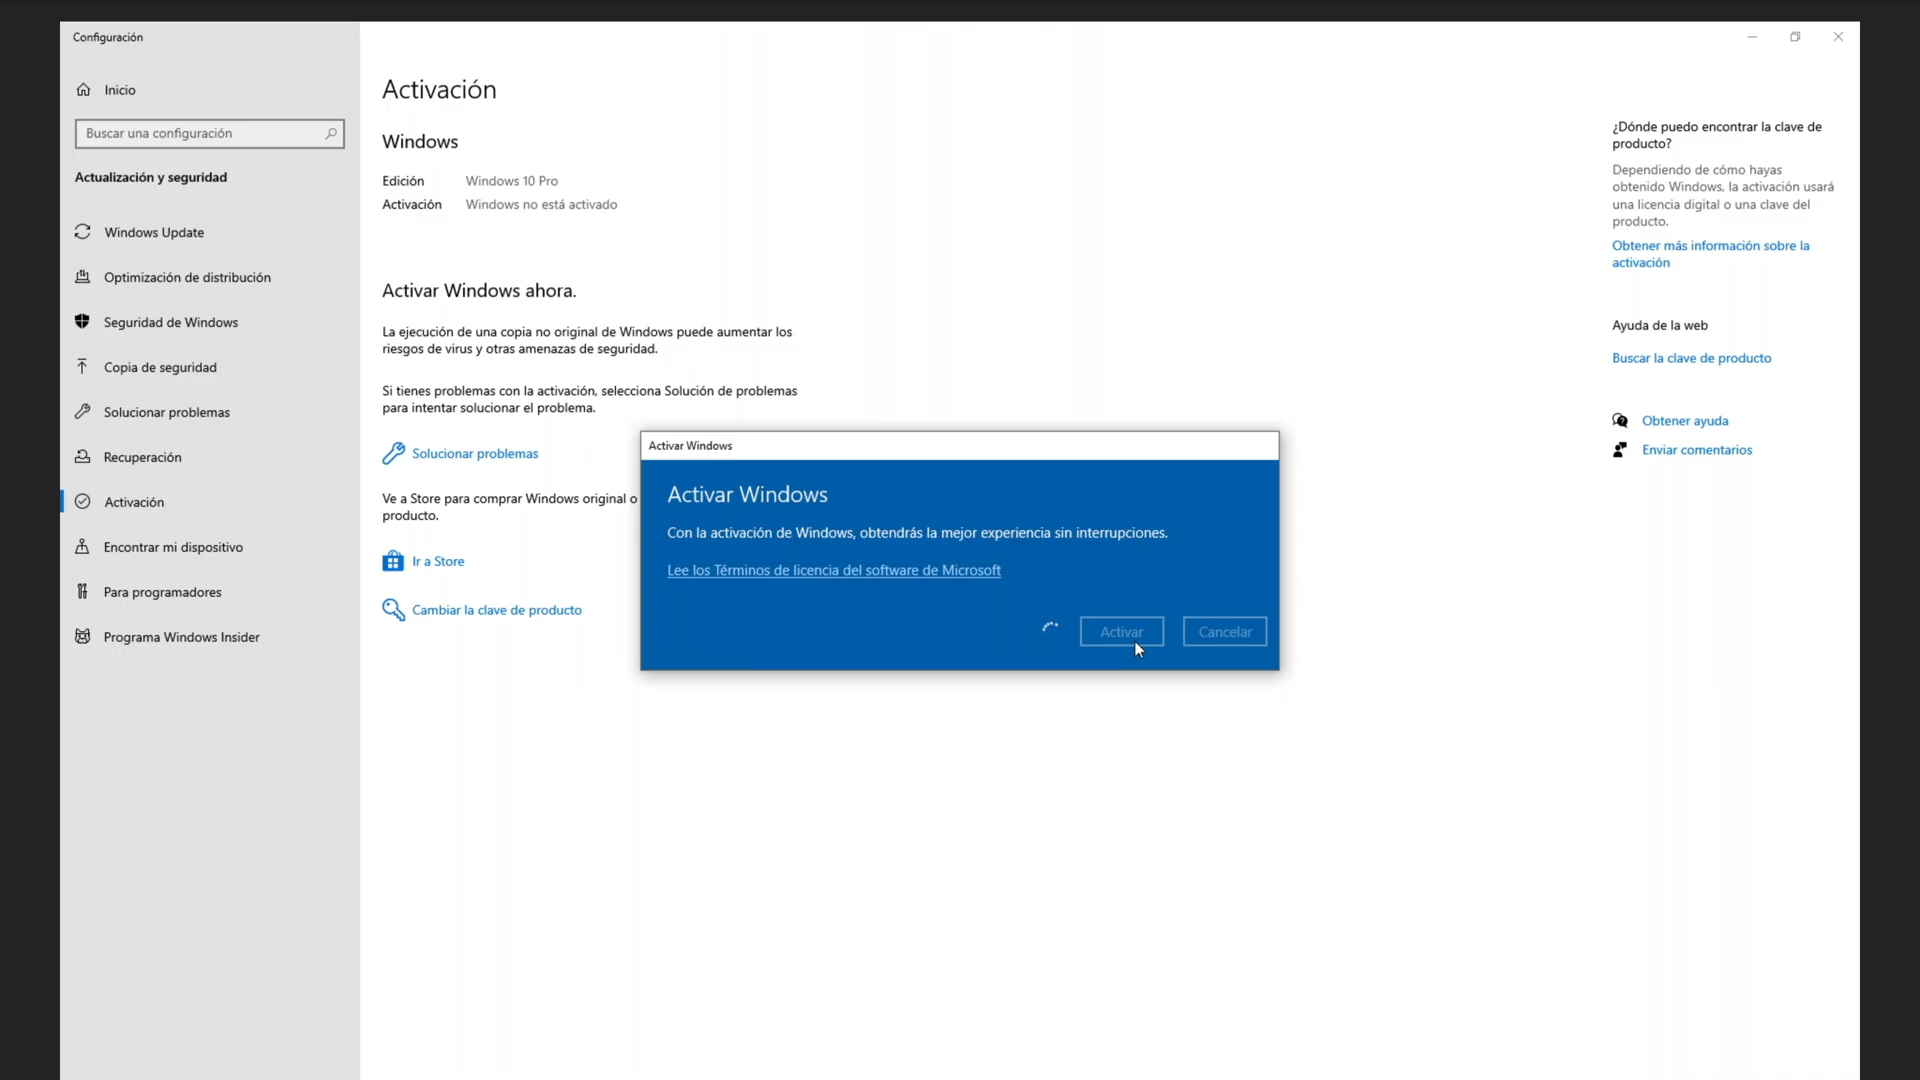 Configuración
Inicio
Buscar una configuración
Actualización y seguridad
Windows Update
Optimización de distribución
Seguridad de Windows
Copia de seguridad
Solucionar problemas
Recuperación
Activación
Encontrar mi dispositivo
Para programadores
Programa Windows Insider
Activación
Windows
Edición Windows 10 Pro
Activación Windows no está activado
Activar Windows ahora.
La ejecución de una copia no original de Windows puede aumentar los
riesgos de virus y otras amenazas de seguridad.
Si tienes problemas con la activación, selecciona Solución de problemas
para intentar solucionar el problema.
Solucionar problemas
Ve a Store para comprar Windows original o
producto.
Ir a Store
Cambiar la clave de producto
Activar Windows
Activar Windows
Con la activación de Windows, obtendrás la mejor experiencia sin interrupciones.
Lee los Términos de licencia del software de Microsoft
Activar Cancelar
¿Dónde puedo encontrar la clave de
producto?
Dependiendo de cómo hayas
obtenido Windows, la activación usará
una licencia digital o una clave del
producto.
Obtener más información sobre la
activación
Ayuda de la web
Buscar la clave de producto
Obtener ayuda
Enviar comentarios